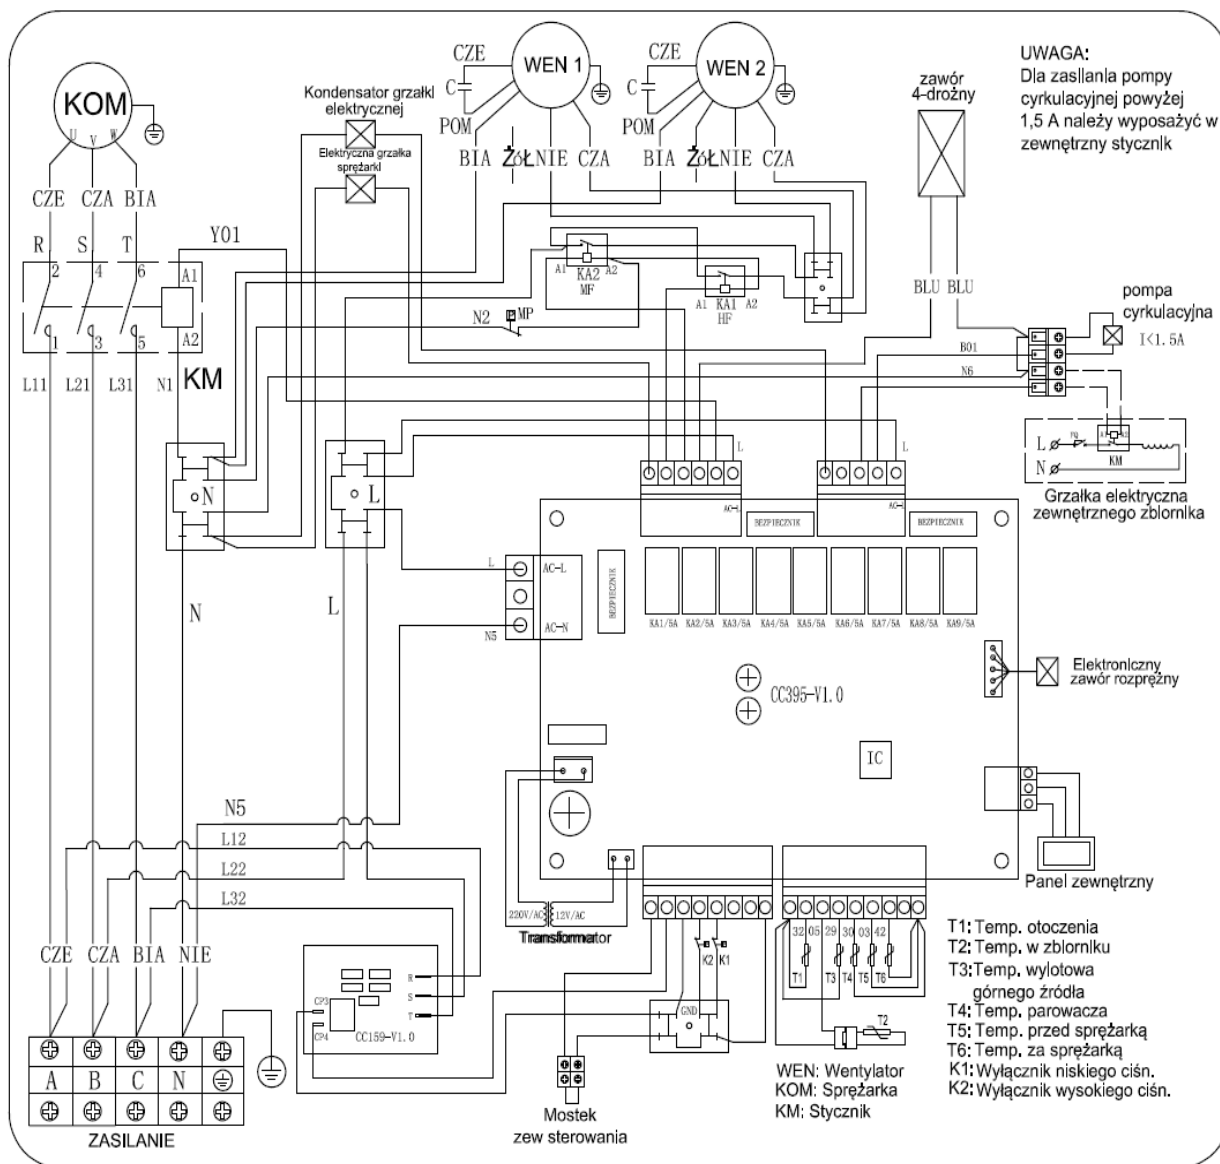 UWAGA:
Dla zasilania pompy
cyrkulacyjnej powyżej
1,5 A należy wyposażyć w
zewnętrzny stycznik
KOM
U V W
CZE CZA BIA
R S T
2 4 6
A1
A2
1 3 5
Y01
L11 L21 L31 N1
KM
Kondensator grzałki
elektrycznej
Elektryczna grzałka
sprężarki
WEN 1
CZE
C
POM
BIA ŻÓŁ NIE CZA
WEN 2
CZE
C
POM
BIA ŻÓŁ NIE CZA
zawór
4-drożny
BLU BLU
A1 A2
KA2
MF
A1 KA1 A2
HF
N2
MP
pompa
cyrkulacyjna
I<1.5A
B01
N6
L
N
A1 A2
KM
Grzałka elektryczna
zewnętrznego zbiornika
N
L
N
L
L
L
AC-L
AC-L
BEZPIECZNIK
BEZPIECZNIK
BEZPIECZNIK
L
AC-L
AC-N
N5
KA1/5A KA2/5A KA3/5A KA4/5A KA5/5A KA6/5A KA7/5A KA8/5A KA9/5A
CC395-V1.0
IC
Elektroniczny
zawór rozprężny
Panel zewnętrzny
N5
L12
L22
L32
CZE CZA BIA NIE
220V/AC 12V/AC
Transformator
R
S
T
CP3
CP4
CC159-V1.0
K2 K1
GND
32 05 29 30 03 42
T1 T3 T4 T5 T6
T2
A B C N
ZASILANIE
Mostek
zew sterowania
WEN: Wentylator
KOM: Sprężarka
KM: Stycznik
T1: Temp. otoczenia
T2: Temp. w zbiorniku
T3: Temp. wylotowa
górnego źródła
T4: Temp. parowacza
T5: Temp. przed sprężarką
T6: Temp. za sprężarką
K1: Wyłącznik niskiego ciśn.
K2: Wyłącznik wysokiego ciśn.